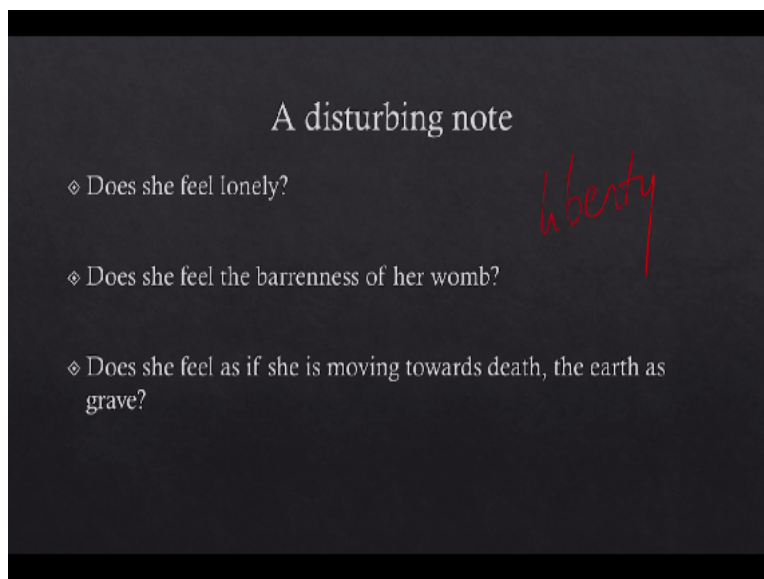 A disturbing note
Does she feel lonely?
liberty
Does she feel the barrenness of her womb?
Does she feel as if she is moving towards death, the earth as
grave?